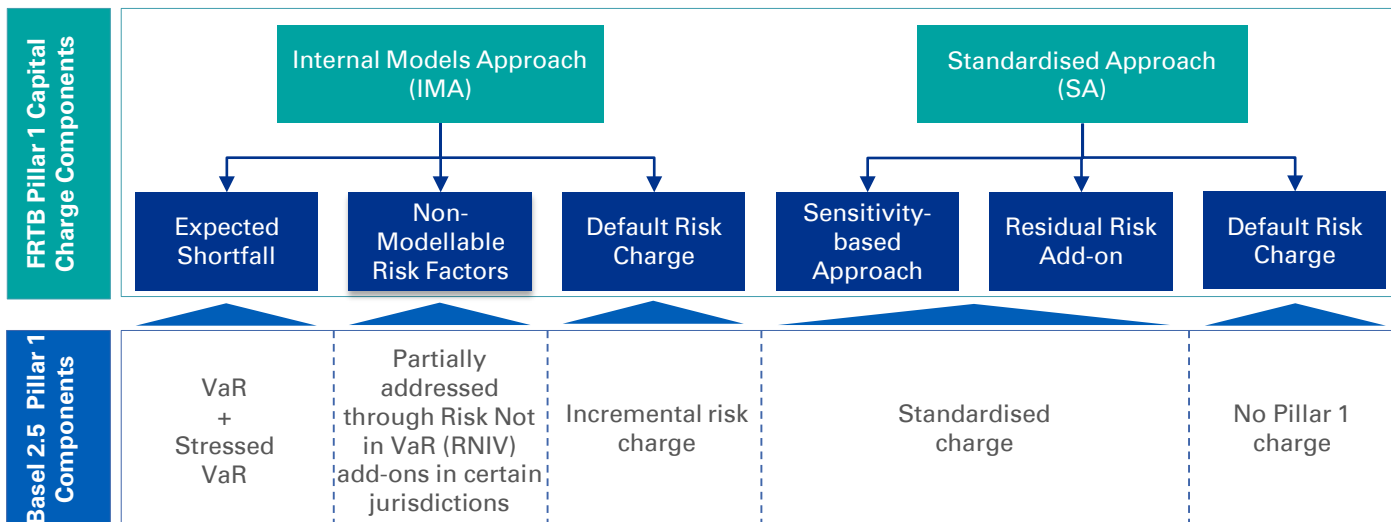 FRTB Pillar 1 Capital
Charge Components
Internal Models Approach
(IMA)
Standardised Approach
(SA)
Expected
Shortfall
Non-
Modellable
Risk Factors
Default Risk
Charge
Sensitivity-
based
Approach
Residual Risk
Add-on
Default Risk
Charge
Basel 2.5 Pillar 1
Components
VaR
+
Stressed
VaR
Partially
addressed
through Risk Not
in VaR (RNIV)
add-ons in certain
jurisdictions
Incremental risk
charge
Standardised
charge
No Pillar 1
charge